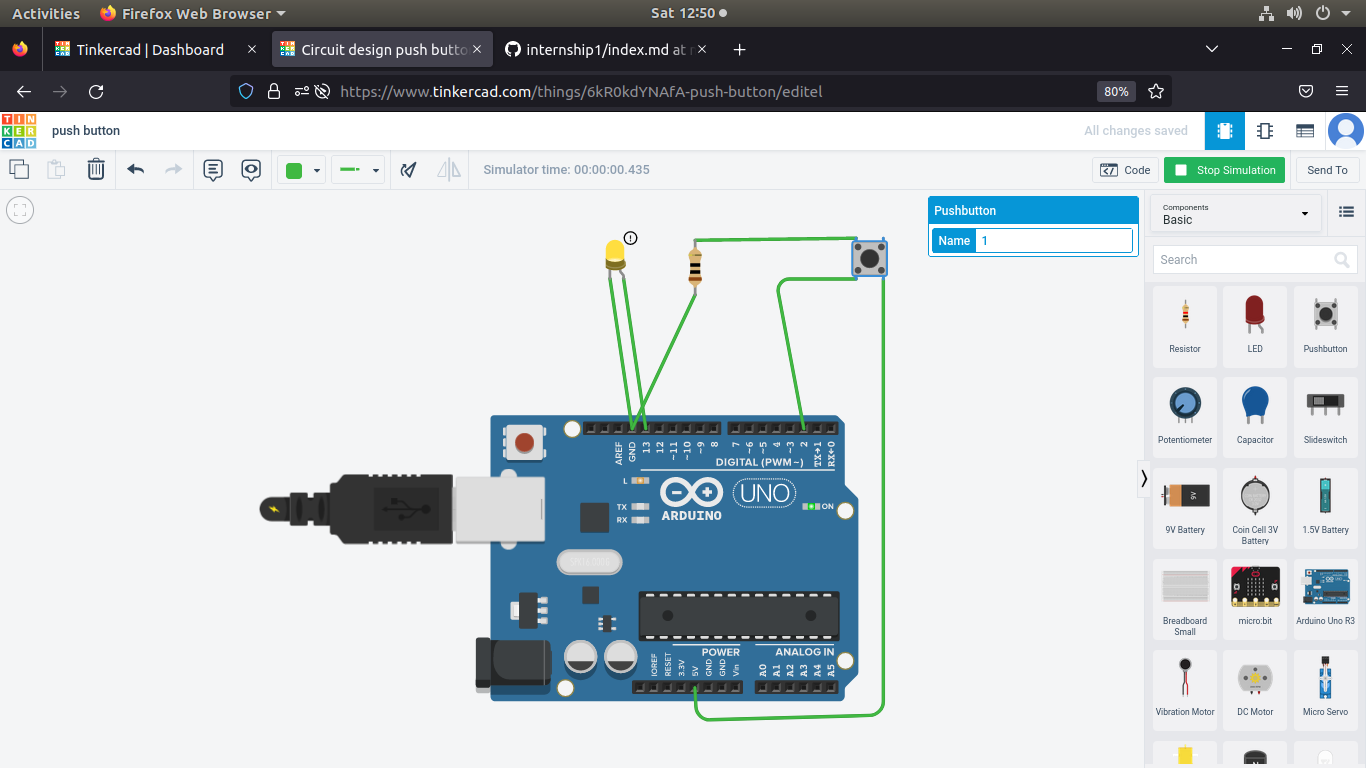 Activities Firefox Web Browser Sat 12:50
Tinkercad | Dashboard Circuit design push butto internship1/index.md at r
https://www.tinkercad.com/things/6kR0kdYNAfA-push-button/editel 80%
TIN
KER
CAD
push button All changes saved
Simulator time: 00:00:00.435 Code Stop Simulation Send To
Pushbutton
Name 1
Components
Basic
Search
Resistor LED Pushbutton
Potentiometer Capacitor Slideswitch
9V
9V Battery Coin Cell 3V Battery 1.5V Battery
Breadboard Small micro:bit Arduino Uno R3
Vibration Motor DC Motor Micro Servo
AREF GND 13 12 ~11 ~10 ~9 8 7 ~6 ~5 4 ~3 2 TX→1 RX←0
DIGITAL (PWM~)
L
TX
RX
UNO
ARDUINO
ON
POWER ANALOG IN
IOREF RESET 3.3V 5V GND GND Vin A0 A1 A2 A3 A4 A5